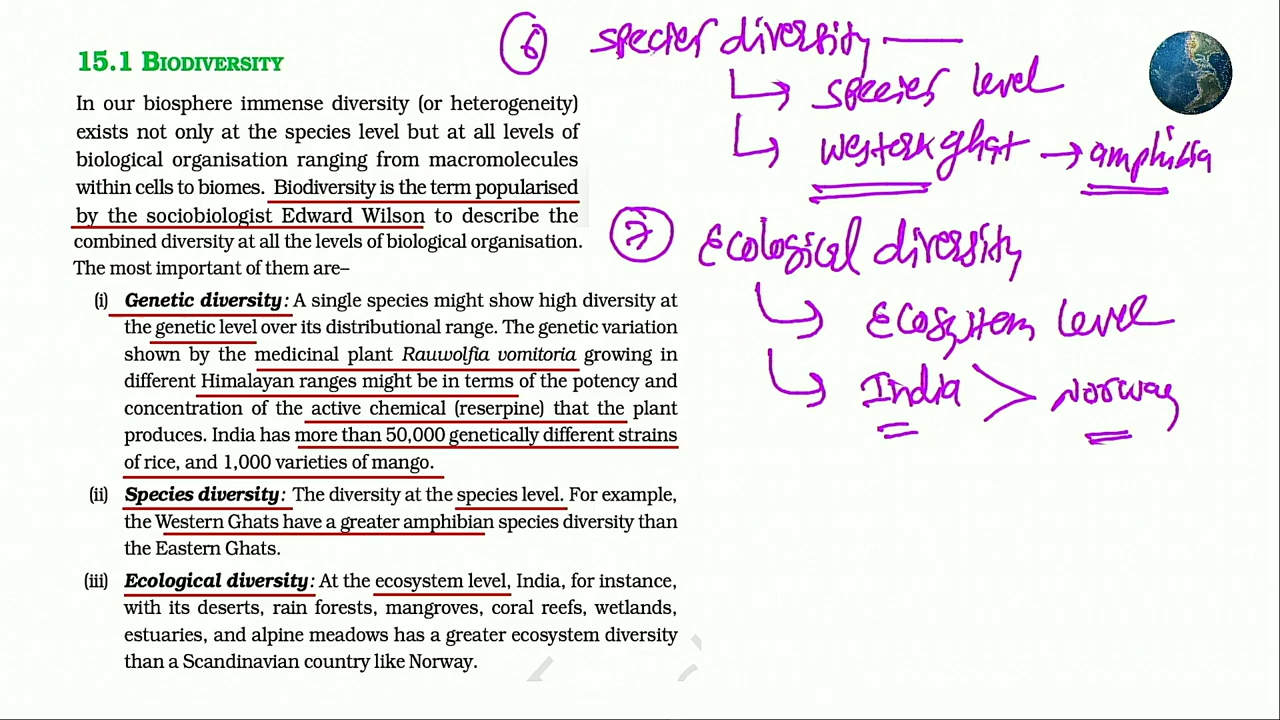 15.1 BIODIVERSITY
In our biosphere immense diversity (or heterogeneity)
exists not only at the species level but at all levels of
biological organisation ranging from macromolecules
within cells to biomes. Biodiversity is the term popularised
by the sociobiologist Edward Wilson to describe the
combined diversity at all the levels of biological organisation.
The most important of them are–
(i) Genetic diversity: A single species might show high diversity at
the genetic level over its distributional range. The genetic variation
shown by the medicinal plant Rauwolfia vomitoria growing in
different Himalayan ranges might be in terms of the potency and
concentration of the active chemical (reserpine) that the plant
produces. India has more than 50,000 genetically different strains
of rice, and 1,000 varieties of mango.
(ii) Species diversity: The diversity at the species level. For example,
the Western Ghats have a greater amphibian species diversity than
the Eastern Ghats.
(iii) Ecological diversity: At the ecosystem level, India, for instance,
with its deserts, rain forests, mangroves, coral reefs, wetlands,
estuaries, and alpine meadows has a greater ecosystem diversity
than a Scandinavian country like Norway.
6 species diversity —
↳ species level
↳ western ghat → amphibia
7 Ecological diversity
↳ Ecosystem level
↳ India > Norway